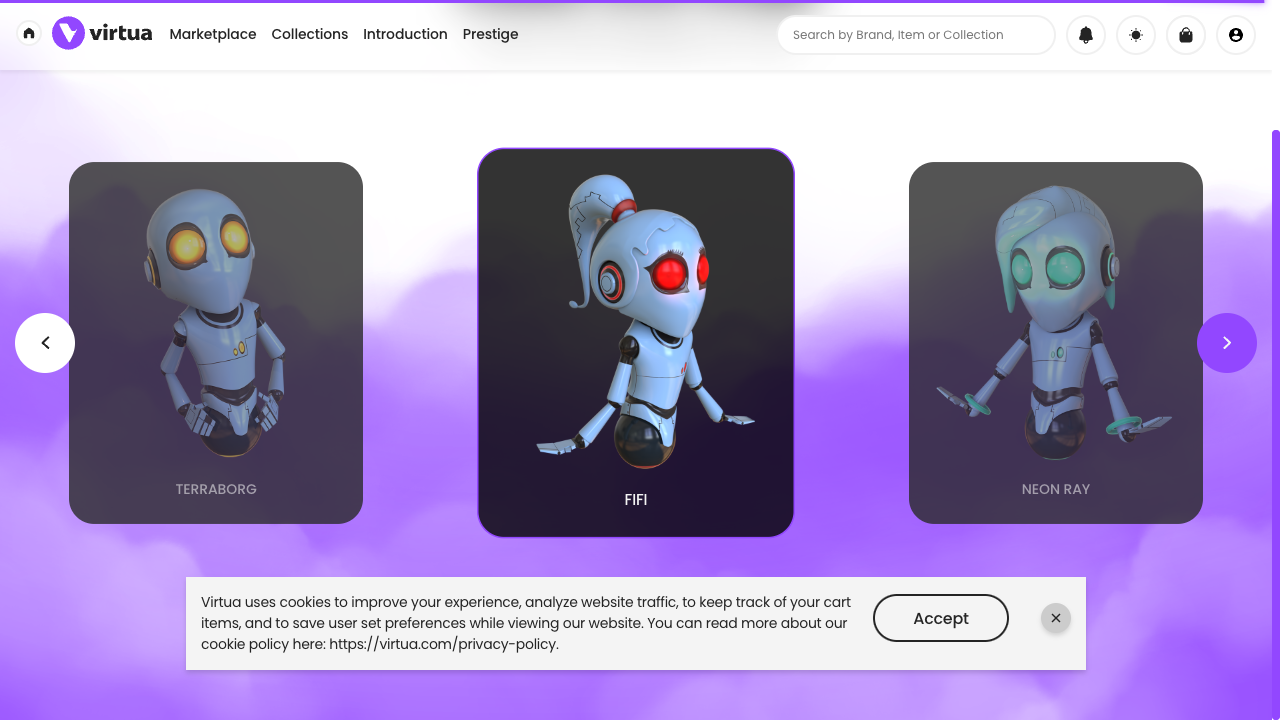 virtua
Marketplace
Collections
Introduction
Prestige
Search by Brand, Item or Collection
TERRABORG
FIFI
NEON RAY
Virtua uses cookies to improve your experience, analyze website traffic, to keep track of your cart
items, and to save userset preferences while viewing our website. You can read more about our
cookie policy here: https://virtua.com/privacy-policy.
Accept